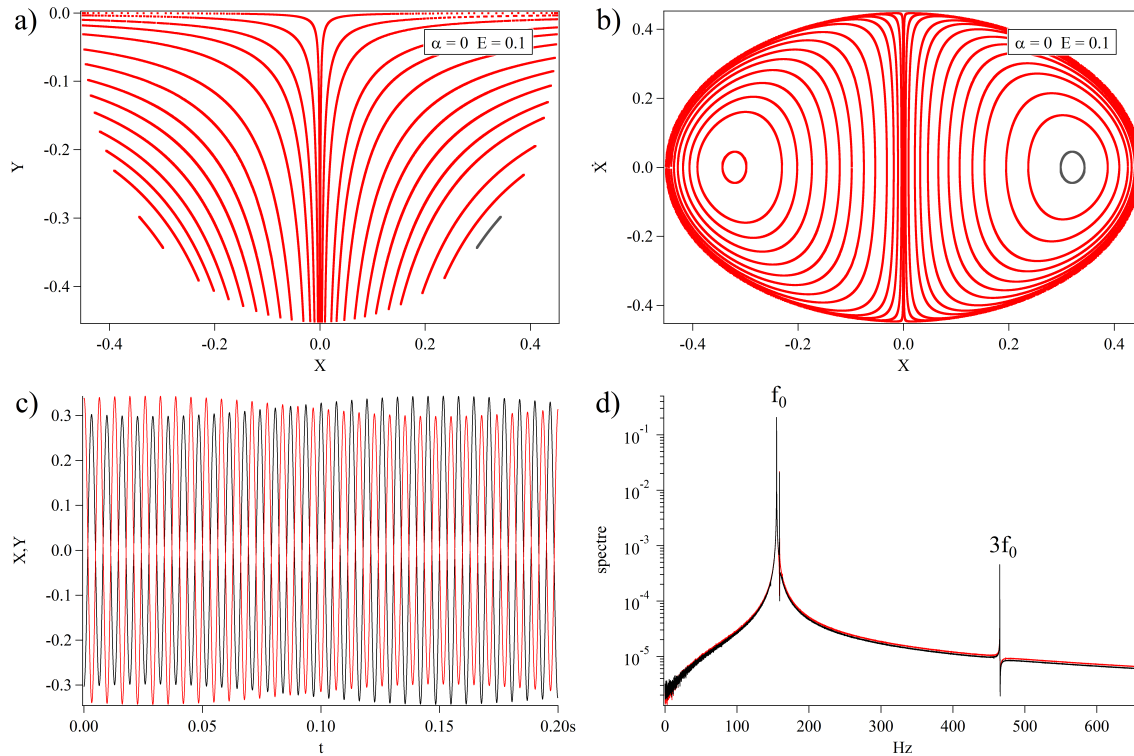 a)
0.0
-0.1
-0.2
-0.3
-0.4
Y
α = 0 E = 0.1
-0.4
-0.2
0.0
0.2
0.4
X
b)
0.4
0.2
0.0
-0.2
-0.4
Ẋ
α = 0 E = 0.1
-0.4
-0.2
0.0
0.2
0.4
X
c)
0.3
0.2
0.1
0.0
-0.1
-0.2
-0.3
X,Y
0.00
0.05
0.10
0.15
0.20s
t
d)
f₀
3f₀
10⁻¹
10⁻²
10⁻³
10⁻⁴
10⁻⁵
spectre
0
100
200
300
400
500
600
Hz